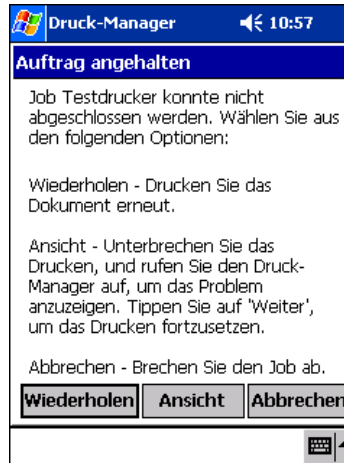 Druck-Manager 10:57
Auftrag angehalten
Job Testdrucker konnte nicht
abgeschlossen werden. Wählen Sie aus
den folgenden Optionen:
Wiederholen - Drucken Sie das
Dokument erneut.
Ansicht - Unterbrechen Sie das
Drucken, und rufen Sie den Druck-
Manager auf, um das Problem
anzuzeigen. Tippen Sie auf 'Weiter',
um das Drucken fortzusetzen.
Abbrechen - Brechen Sie den Job ab.
Wiederholen Ansicht Abbrechen